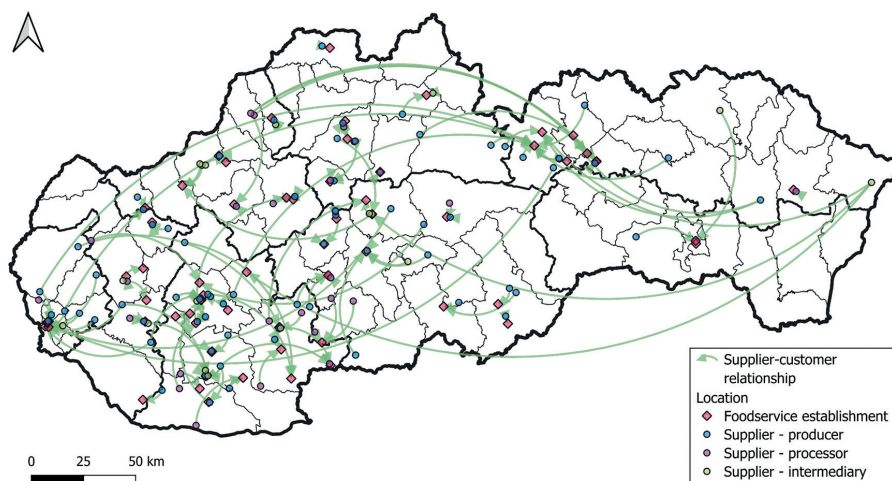 Supplier-customer
relationship
Location
Foodservice establishment
Supplier - producer
Supplier - processor
Supplier - intermediary
0 25 50 km